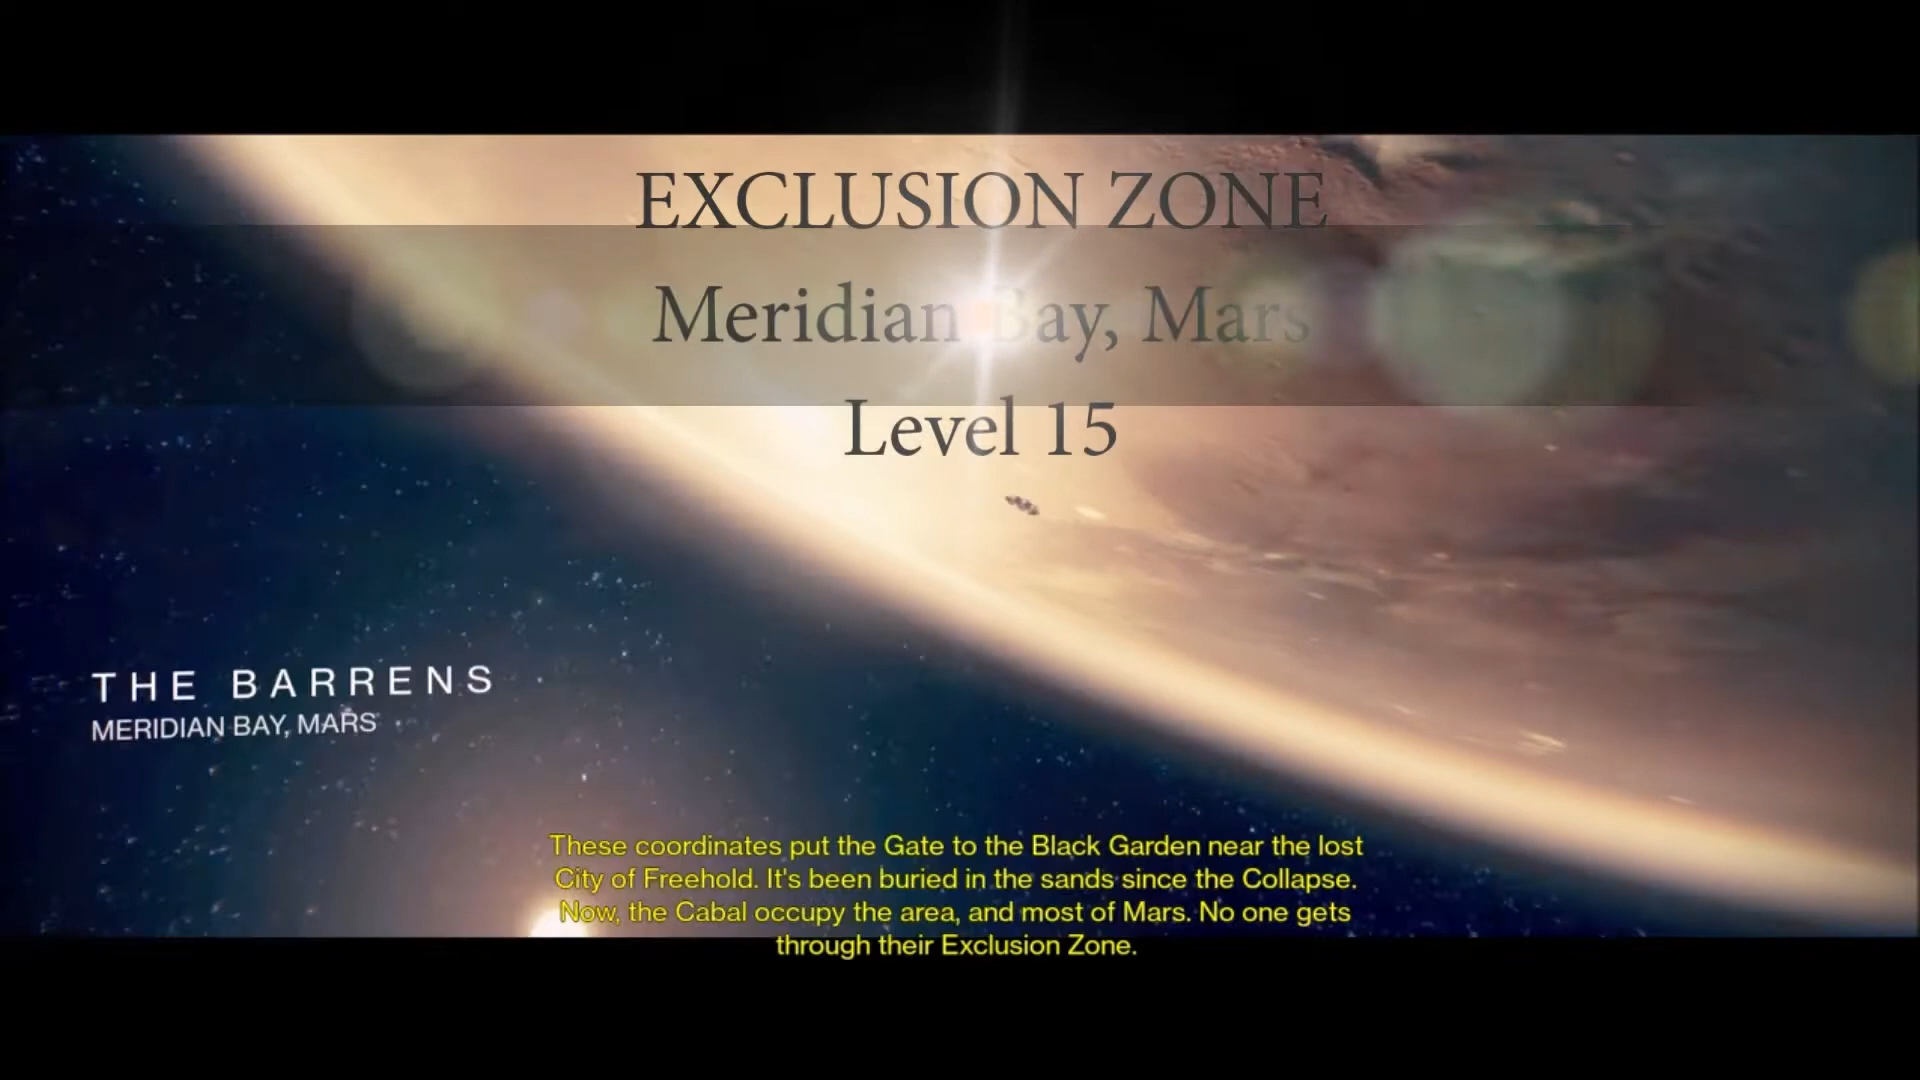 EXCLUSION ZONE
Meridian Bay, Mars
Level 15
THE BARRENS
MERIDIAN BAY, MARS
These coordinates put the Gate to the Black Garden near the lost
City of Freehold. It's been buried in the sands since the Collapse.
Now, the Cabal occupy the area, and most of Mars. No one gets
through their Exclusion Zone.